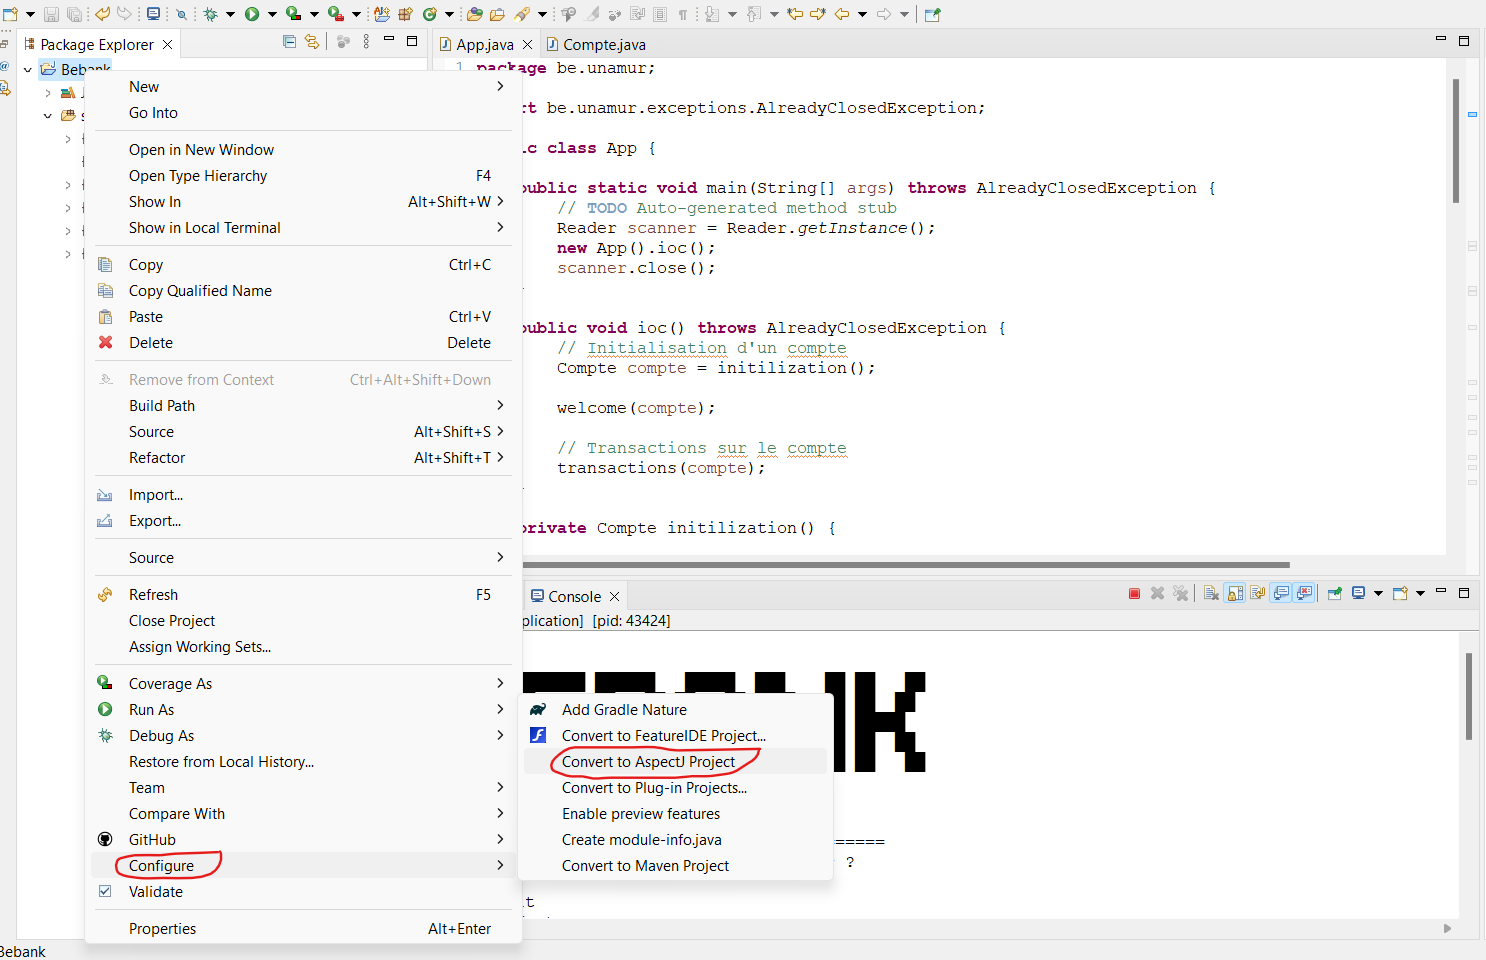 Package Explorer
App.java
Compte.java
Bebank
1 package be.unamur;
rt be.unamur.exceptions.AlreadyClosedException;
c class App {
public static void main(String[] args) throws AlreadyClosedException {
// TODO Auto-generated method stub
Reader scanner = Reader.getInstance();
new App().ioc();
scanner.close();
public void ioc() throws AlreadyClosedException {
// Initialisation d'un compte
Compte compte = initilization();
welcome(compte);
// Transactions sur le compte
transactions(compte);
private Compte initilization() {
New
Go Into
Open in New Window
Open Type Hierarchy F4
Show In Alt+Shift+W
Show in Local Terminal
Copy Ctrl+C
Copy Qualified Name
Paste Ctrl+V
Delete Delete
Remove from Context Ctrl+Alt+Shift+Down
Build Path
Source Alt+Shift+S
Refactor Alt+Shift+T
Import...
Export...
Source
Refresh F5
Close Project
Assign Working Sets...
Coverage As
Run As
Debug As
Restore from Local History...
Team
Compare With
GitHub
Configure
Validate
Properties Alt+Enter
Add Gradle Nature
Convert to FeatureIDE Project...
Convert to AspectJ Project
Convert to Plug-in Projects...
Enable preview features
Create module-info.java
Convert to Maven Project
Console
plication] [pid: 43424]
=====
?
t
Bebank